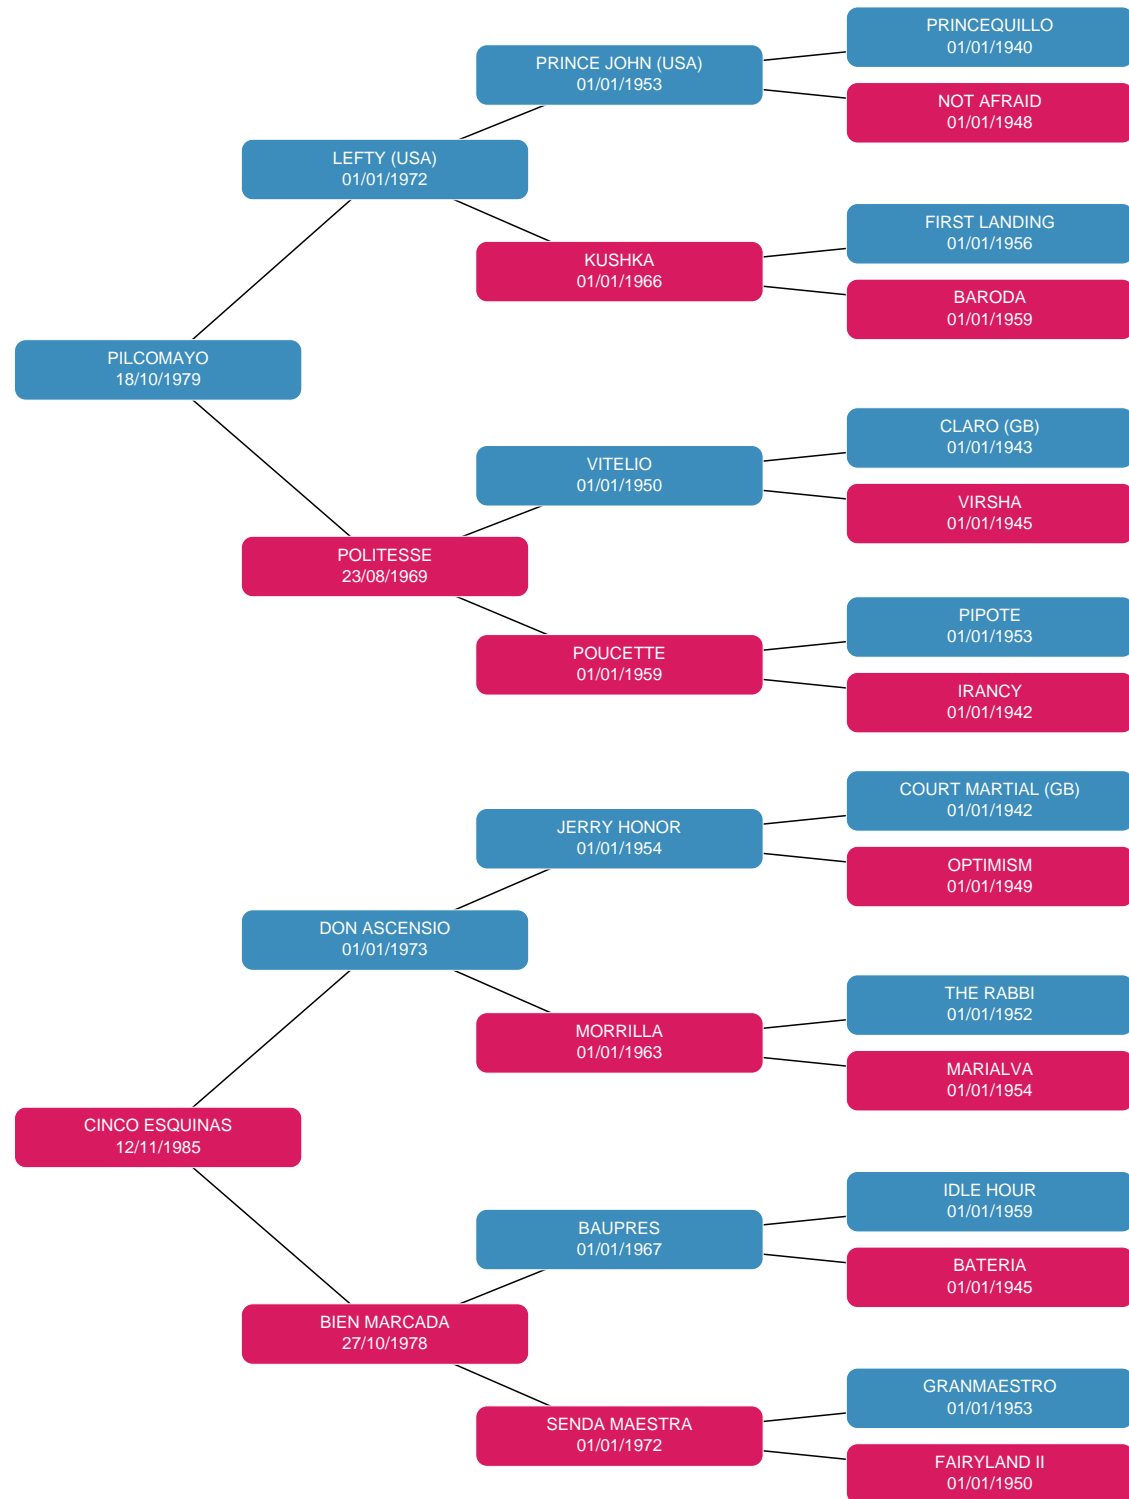 PRINCEQUILLO
01/01/1940
PRINCE JOHN (USA)
01/01/1953
NOT AFRAID
01/01/1948
LEFTY (USA)
01/01/1972
FIRST LANDING
01/01/1956
KUSHKA
01/01/1966
BARODA
01/01/1959
PILCOMAYO
18/10/1979
CLARO (GB)
01/01/1943
VITELIO
01/01/1950
VIRSHA
01/01/1945
POLITESSE
23/08/1969
PIPOTE
01/01/1953
POUCETTE
01/01/1959
IRANCY
01/01/1942
COURT MARTIAL (GB)
01/01/1942
JERRY HONOR
01/01/1954
OPTIMISM
01/01/1949
DON ASCENSIO
01/01/1973
THE RABBI
01/01/1952
MORRILLA
01/01/1963
MARIALVA
01/01/1954
CINCO ESQUINAS
12/11/1985
IDLE HOUR
01/01/1959
BAUPRES
01/01/1967
BATERIA
01/01/1945
BIEN MARCADA
27/10/1978
GRANMAESTRO
01/01/1953
SENDA MAESTRA
01/01/1972
FAIRYLAND II
01/01/1950